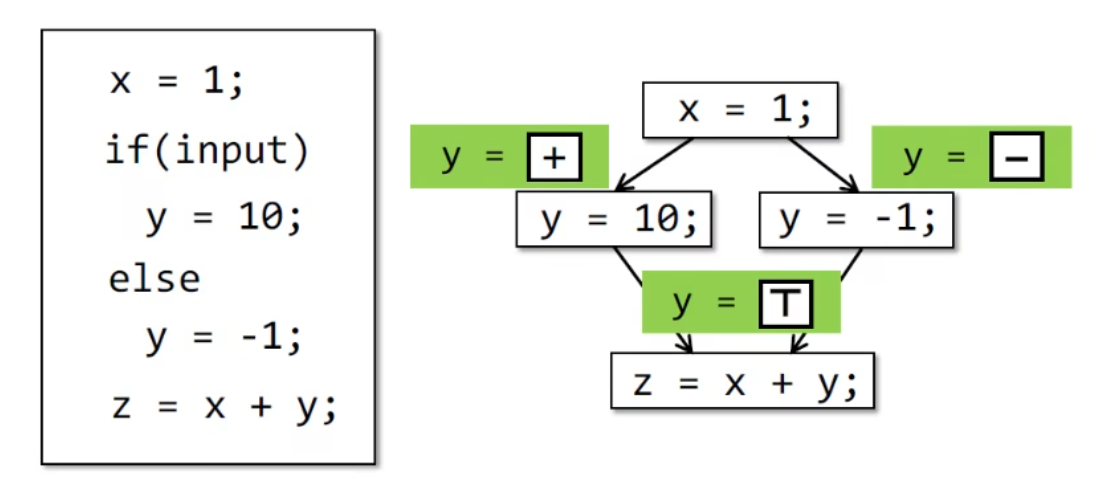 x = 1;
if(input)
y = 10;
else
y = -1;
z = x + y;
x = 1;
y = +
y = −
y = 10;
y = -1;
y = ⊤
z = x + y;